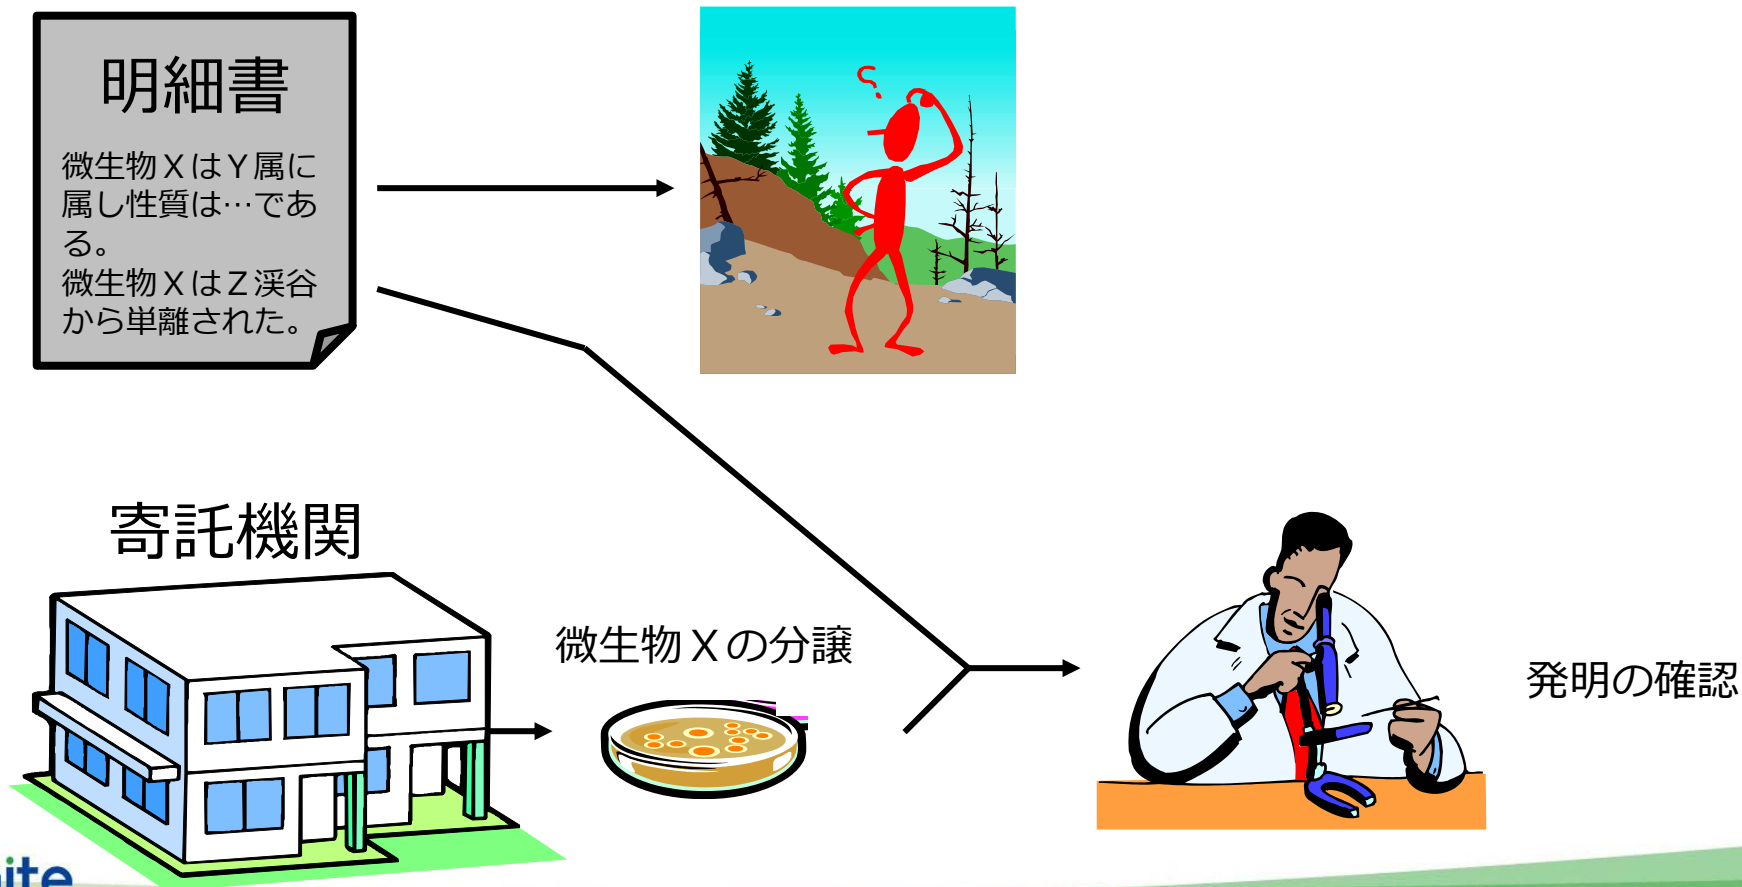 明細書
微生物ＸはＹ属に
属し性質は…であ
る。
微生物ＸはＺ渓谷
から単離された。
寄託機関
微生物Ｘの分譲
発明の確認